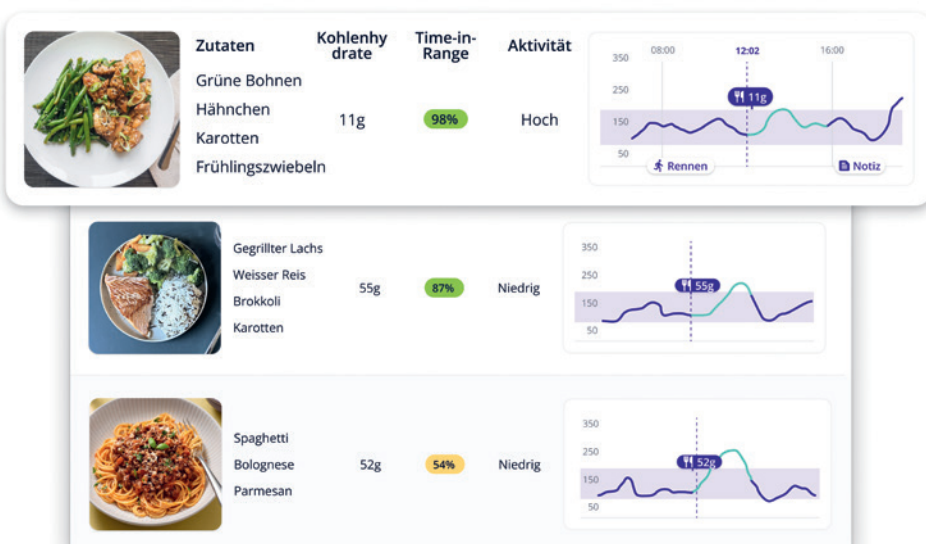 Zutaten
Kohlenhy
drate
Time-in-
Range
Aktivität
Grüne Bohnen
Hähnchen
Karotten
Frühlingszwiebeln
11g
98%
Hoch
08:00
12:02
16:00
350
250
150
50
11g
Rennen
Notiz
Gegrillter Lachs
Weisser Reis
Brokkoli
Karotten
55g
87%
Niedrig
350
250
150
50
55g
Spaghetti
Bolognese
Parmesan
52g
54%
Niedrig
350
250
150
50
52g